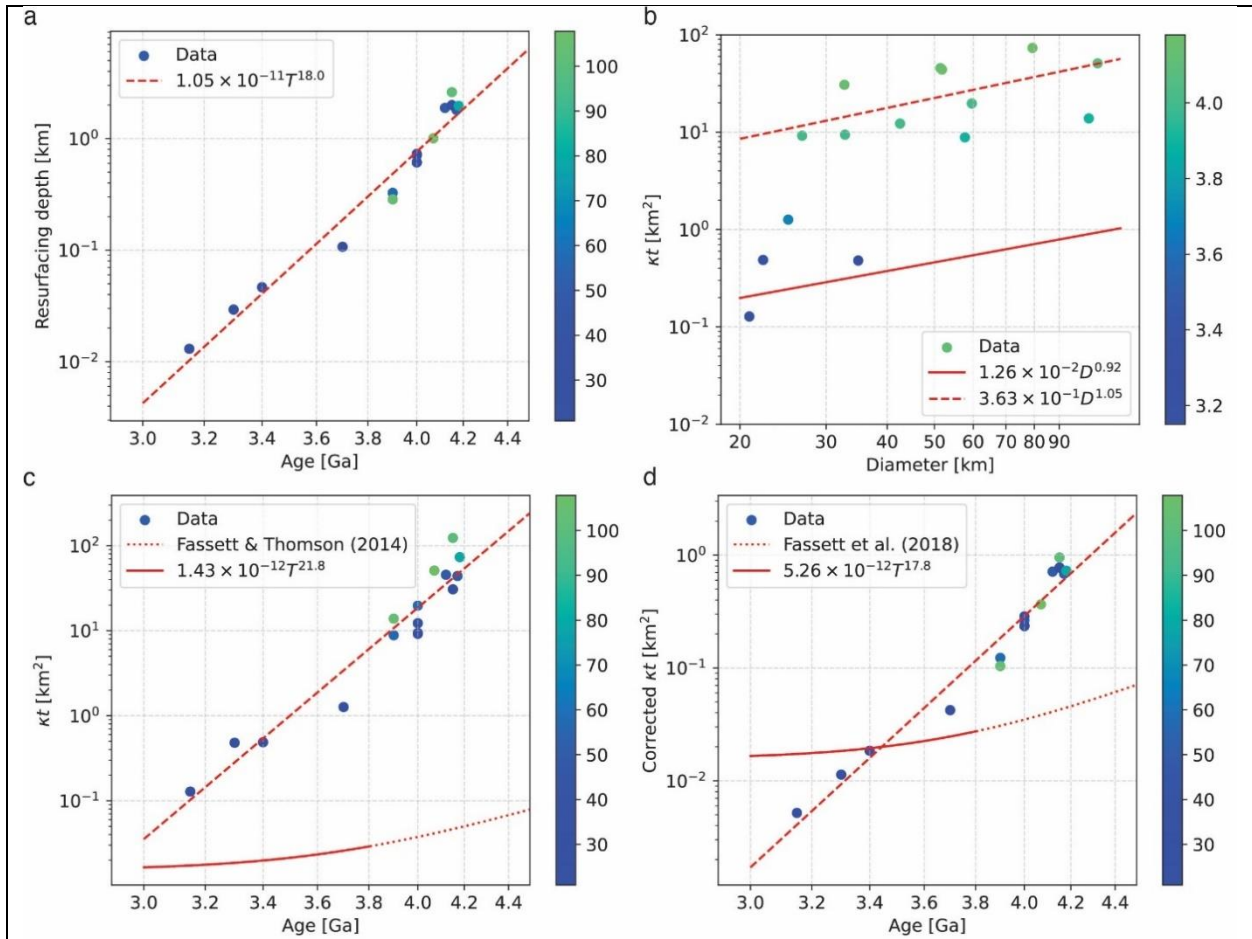 a
Resurfacing depth [km]
10⁰
10⁻¹
10⁻²
Data
1.05 × 10⁻¹¹T¹⁸·⁰
3.0 3.2 3.4 3.6 3.8 4.0 4.2 4.4
Age [Ga]
100
90
80
70
60
50
40
30
b
κt [km²]
10²
10¹
10⁰
10⁻¹
10⁻²
Data
1.26 × 10⁻²D⁰·⁹²
3.63 × 10⁻¹D¹·⁰⁵
20 30 40 50 60 70 80 90
Diameter [km]
4.0
3.8
3.6
3.4
3.2
c
κt [km²]
10²
10¹
10⁰
10⁻¹
Data
Fassett & Thomson (2014)
1.43 × 10⁻¹²T²¹·⁸
3.0 3.2 3.4 3.6 3.8 4.0 4.2 4.4
Age [Ga]
100
90
80
70
60
50
40
30
d
Corrected κt [km²]
10⁰
10⁻¹
10⁻²
Data
Fassett et al. (2018)
5.26 × 10⁻¹²T¹⁷·⁸
3.0 3.2 3.4 3.6 3.8 4.0 4.2 4.4
Age [Ga]
100
90
80
70
60
50
40
30